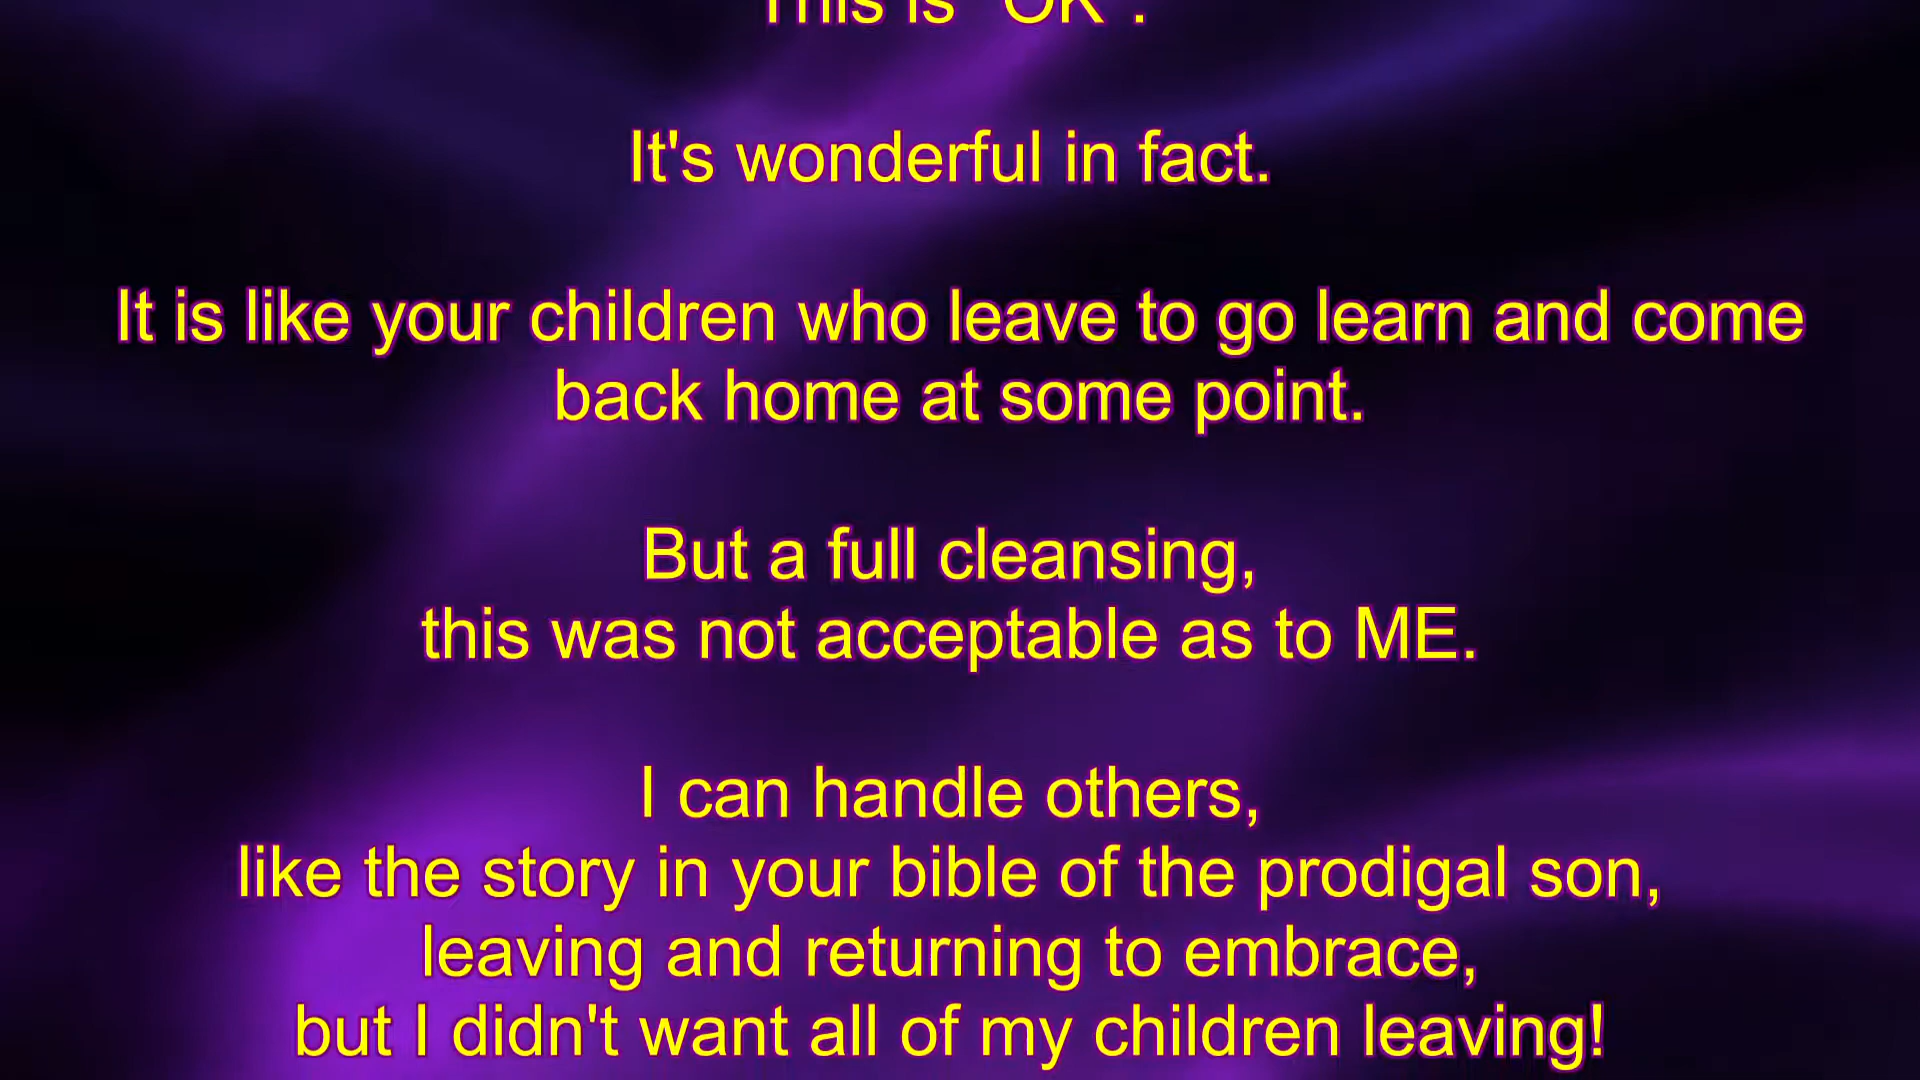 This is "OK".
It's wonderful in fact.
It is like your children who leave to go learn and come
back home at some point.
But a full cleansing,
this was not acceptable as to ME.
I can handle others,
like the story in your bible of the prodigal son,
leaving and returning to embrace,
but I didn't want all of my children leaving!